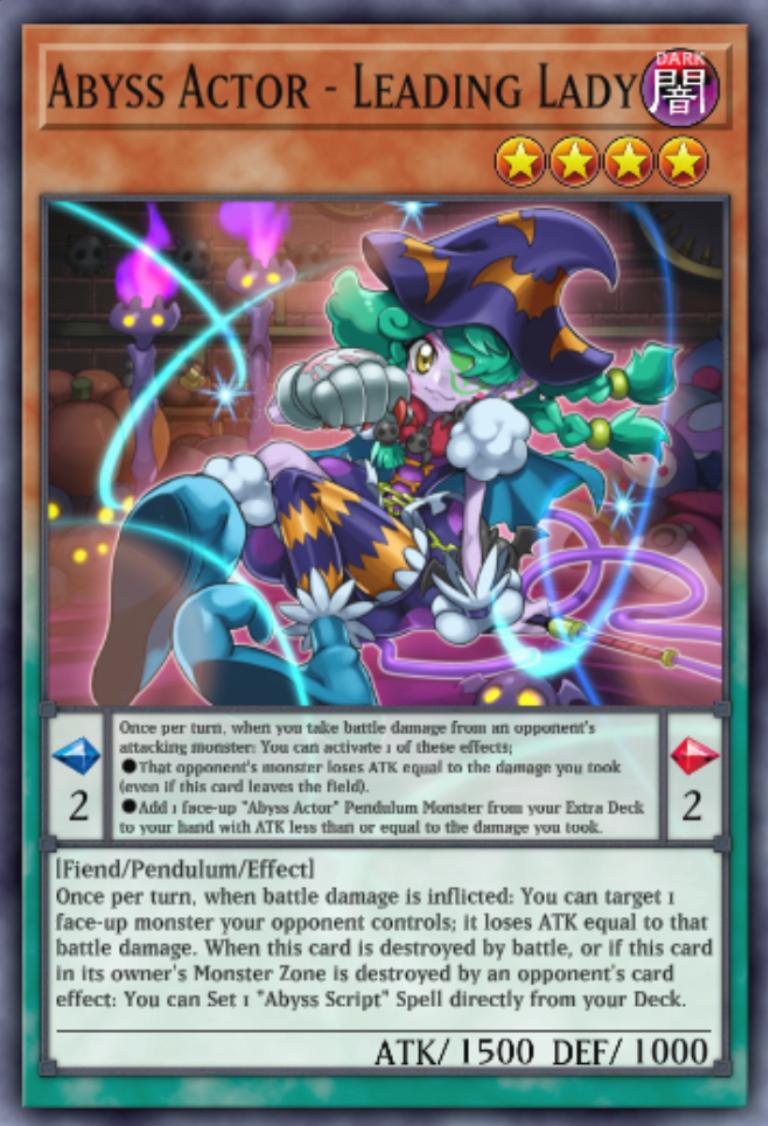 ABYSS ACTOR - LEADING LADY
DARK
闇
Once per turn, when you take battle damage from an opponent's
attacking monster: You can activate 1 of these effects;
●That opponent's monster loses ATK equal to the damage you took
(even if this card leaves the field).
●Add 1 face-up "Abyss Actor" Pendulum Monster from your Extra Deck
to your hand with ATK less than or equal to the damage you took.
2
2
[Fiend/Pendulum/Effect]
Once per turn, when battle damage is inflicted: You can target 1
face-up monster your opponent controls; it loses ATK equal to that
battle damage. When this card is destroyed by battle, or if this card
in its owner's Monster Zone is destroyed by an opponent's card
effect: You can Set 1 "Abyss Script" Spell directly from your Deck.
ATK/ 1500 DEF/ 1000